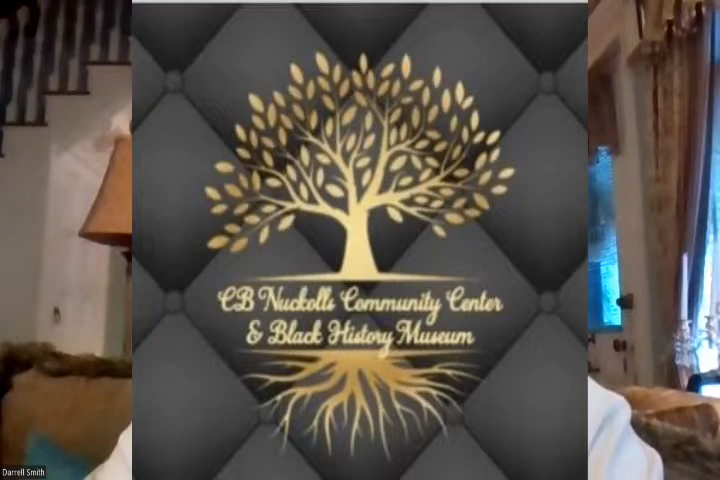 CB Nuckolls Community Center
& Black History Museum
Darrell Smith